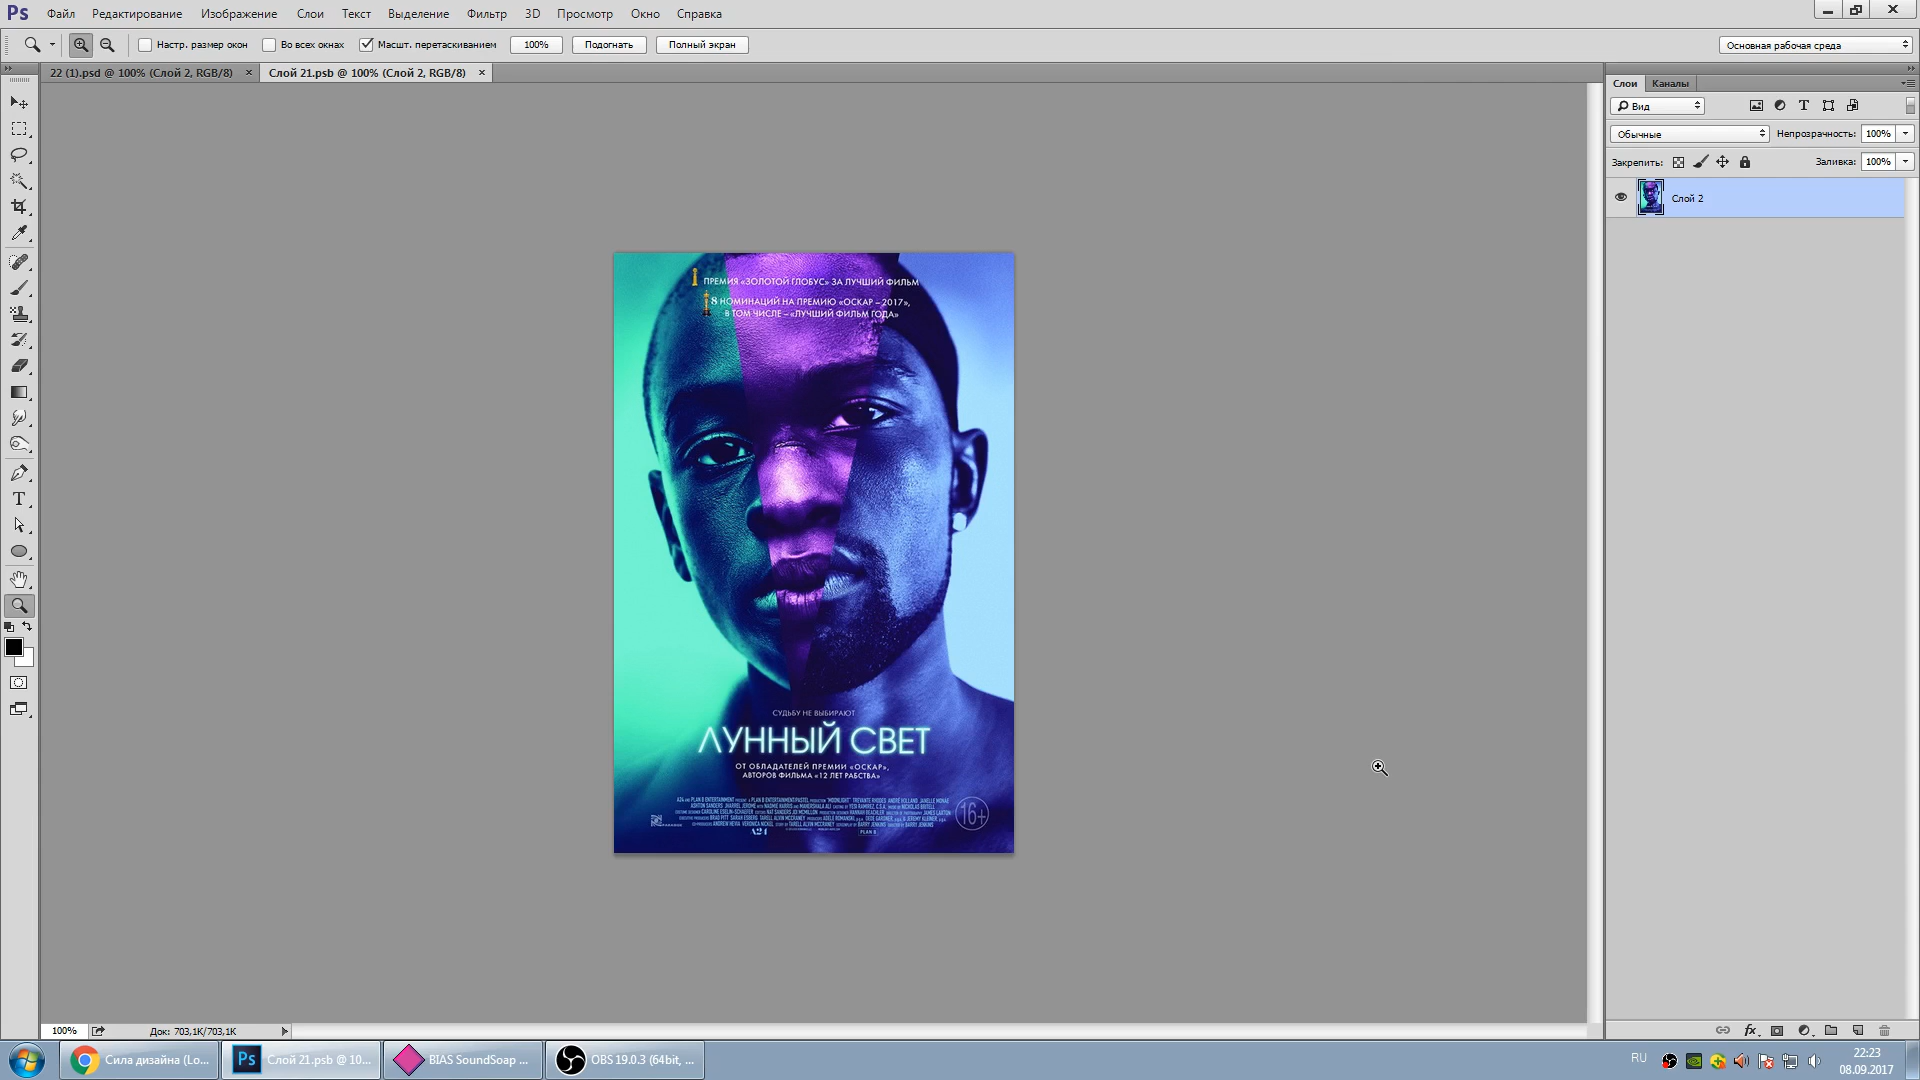 Ps Файл Редактирование Изображение Слои Текст Выделение Фильтр 3D Просмотр Окно Справка
Настр. размер окон Во всех окнах Масшт. перетаскиванием 100% Подогнать Полный экран Основная рабочая среда
22 (1).psd @ 100% (Слой 2, RGB/8) × Слой 21.psb @ 100% (Слой 2, RGB/8) ×
Слои Каналы
Вид
Обычные Непрозрачность: 100%
Закрепить: Заливка: 100%
Слой 2
ПРЕМИЯ «ЗОЛОТОЙ ГЛОБУС» ЗА ЛУЧШИЙ ФИЛЬМ
8 НОМИНАЦИЙ НА ПРЕМИЮ «ОСКАР – 2017»,
В ТОМ ЧИСЛЕ – «ЛУЧШИЙ ФИЛЬМ ГОДА»
СУДЬБУ НЕ ВЫБИРАЮТ
ЛУННЫЙ СВЕТ
ОТ ОБЛАДАТЕЛЕЙ ПРЕМИИ «ОСКАР»,
АВТОРОВ ФИЛЬМА «12 ЛЕТ РАБСТВА»
16+
A24 PLAN B
100% Док: 703,1K/703,1K
fx
Сила дизайна (Lo... Ps Слой 21.psb @ 10... BIAS SoundSoap ... OBS 19.0.3 (64bit, ... RU 22:23
08.09.2017